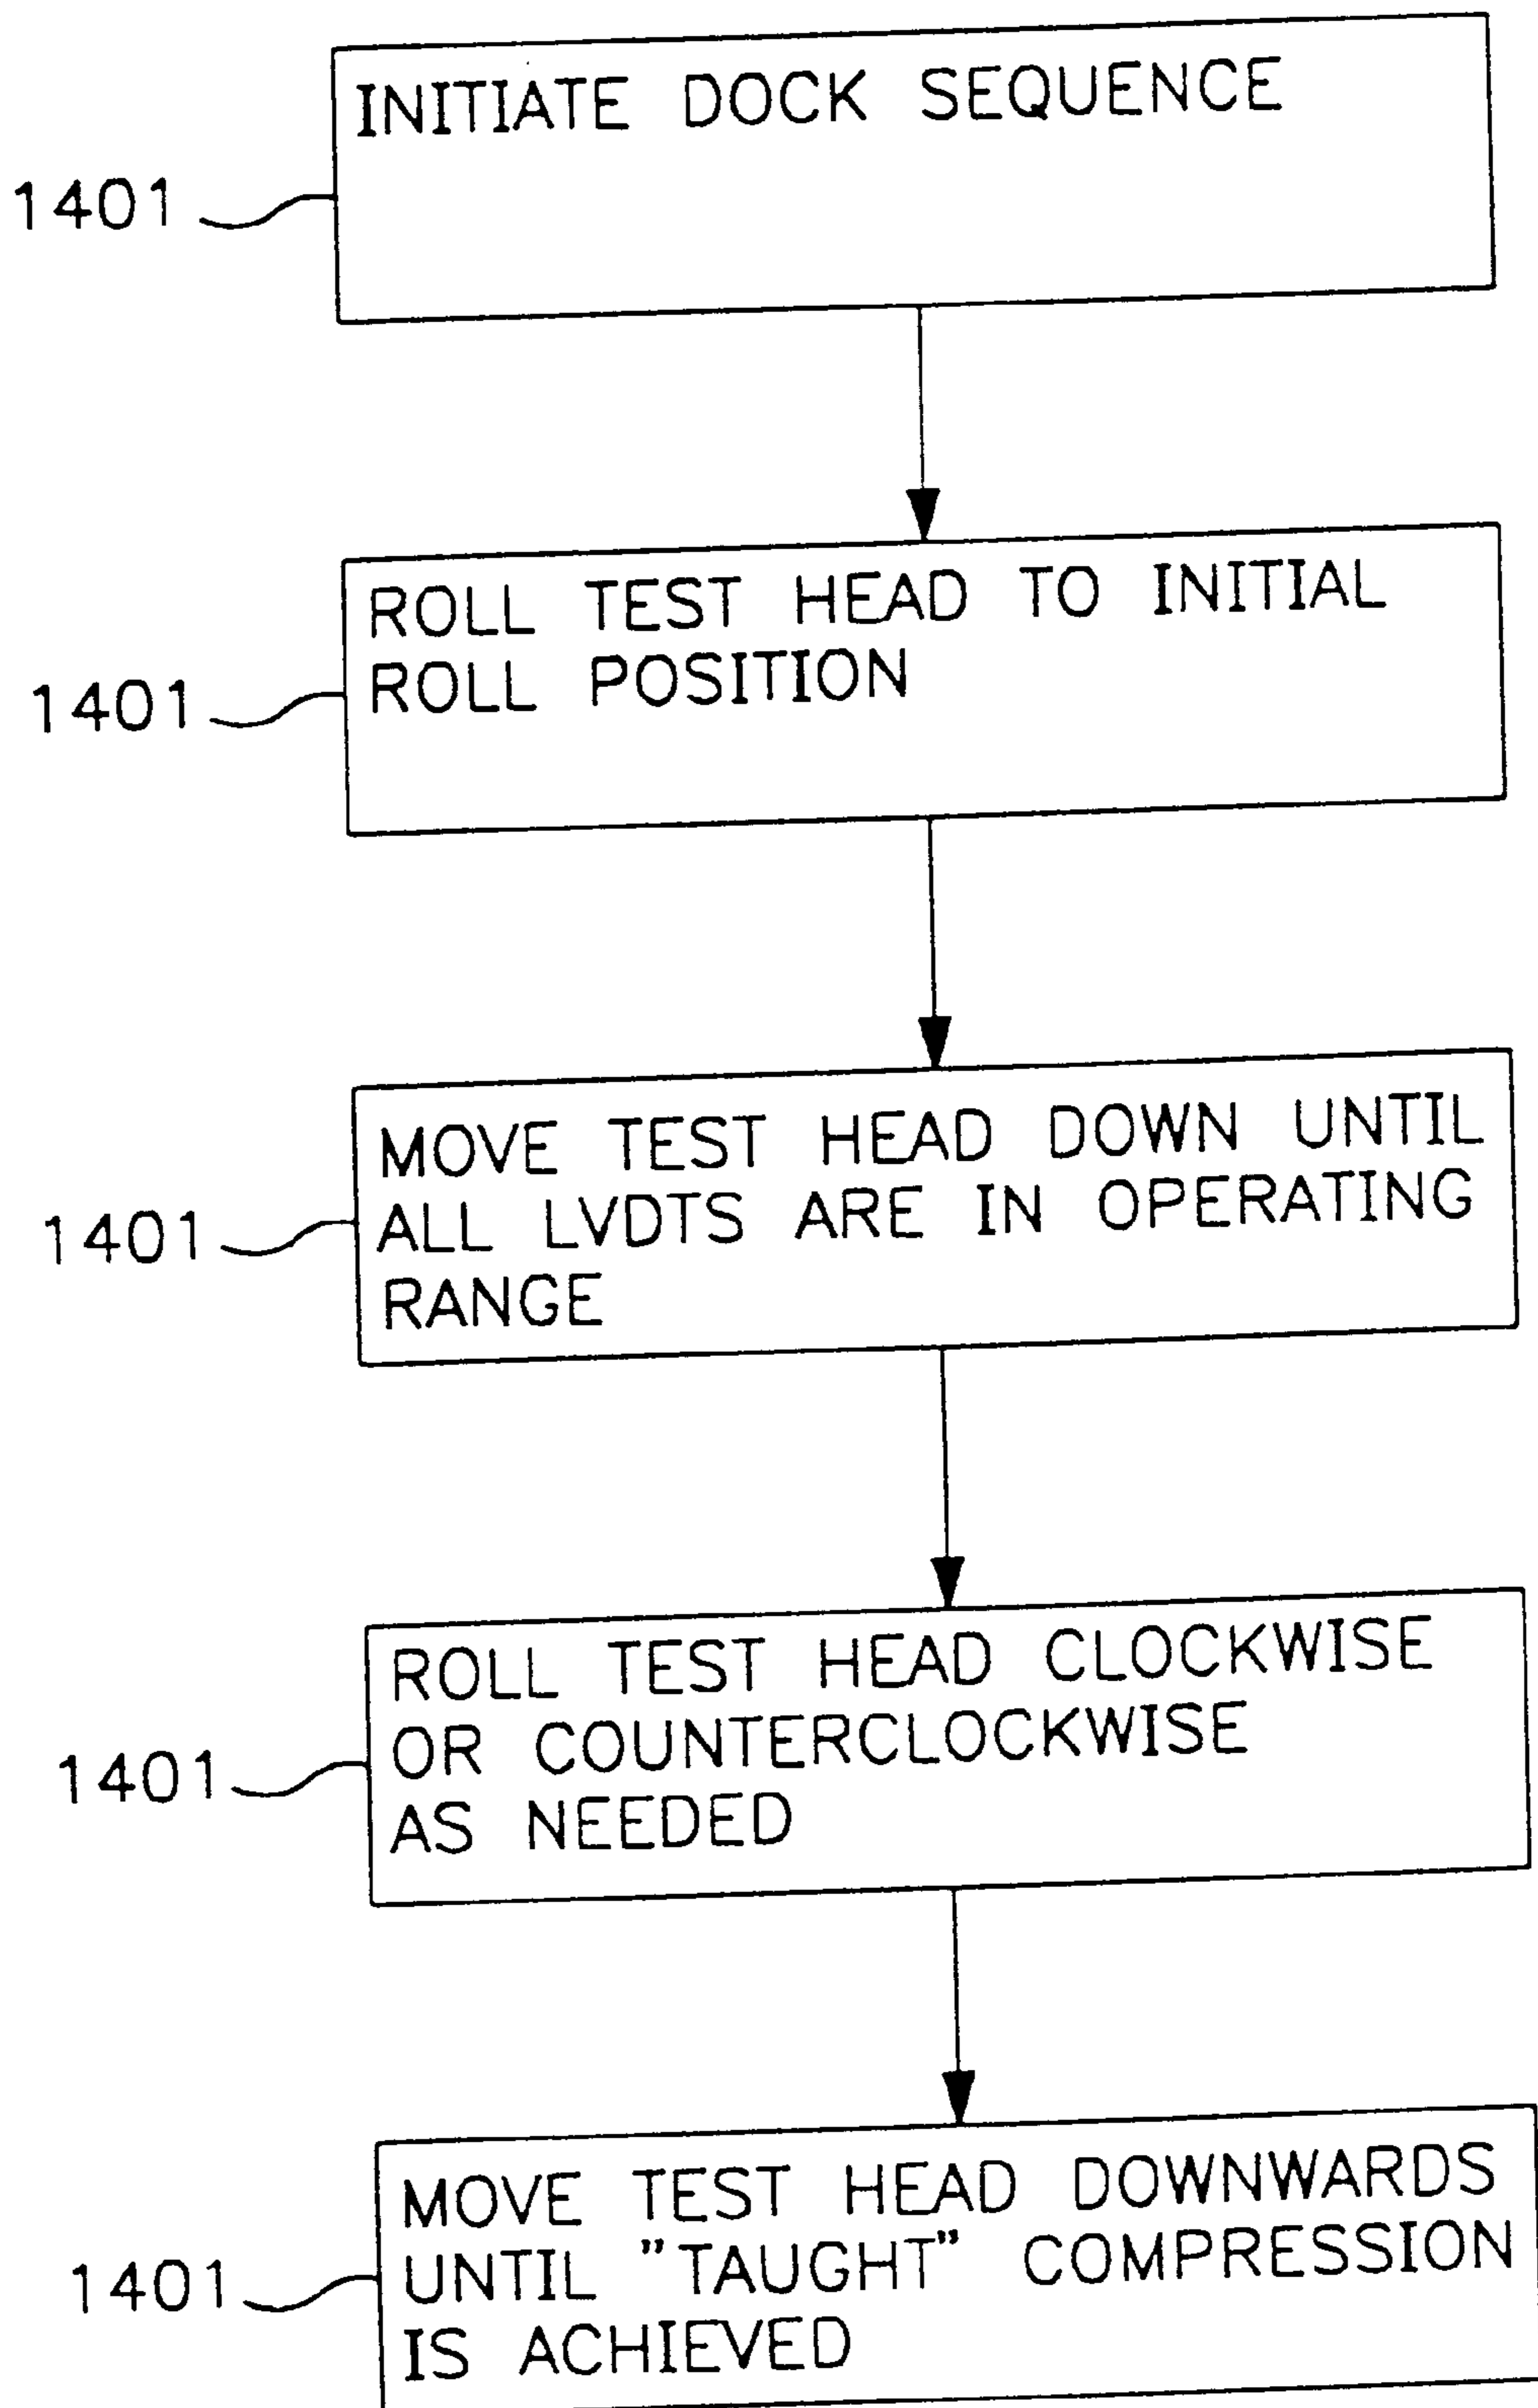 INITIATE DOCK SEQUENCE
1401
ROLL TEST HEAD TO INITIAL
ROLL POSITION
1401
MOVE TEST HEAD DOWN UNTIL
ALL LVDTS ARE IN OPERATING
RANGE
1401
ROLL TEST HEAD CLOCKWISE
OR COUNTERCLOCKWISE
AS NEEDED
1401
MOVE TEST HEAD DOWNWARDS
UNTIL "TAUGHT" COMPRESSION
IS ACHIEVED
1401